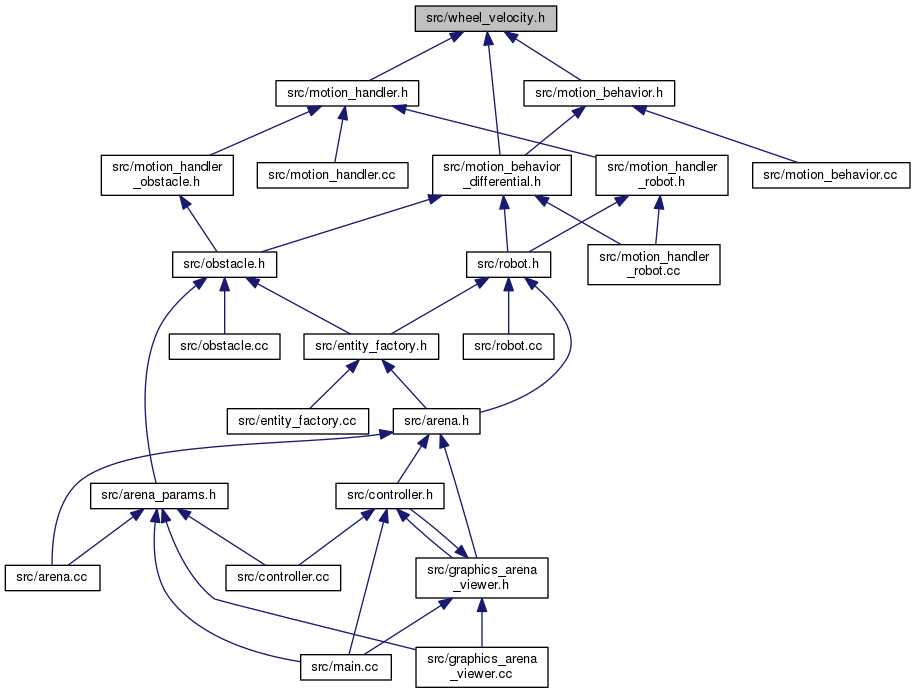 src/wheel_velocity.h
src/motion_handler.h
src/motion_behavior.h
src/motion_handler
_obstacle.h
src/motion_handler.cc
src/motion_behavior
_differential.h
src/motion_handler
_robot.h
src/motion_behavior.cc
src/obstacle.h
src/robot.h
src/motion_handler
_robot.cc
src/obstacle.cc
src/entity_factory.h
src/robot.cc
src/entity_factory.cc
src/arena.h
src/arena_params.h
src/controller.h
src/arena.cc
src/controller.cc
src/graphics_arena
_viewer.h
src/main.cc
src/graphics_arena
_viewer.cc